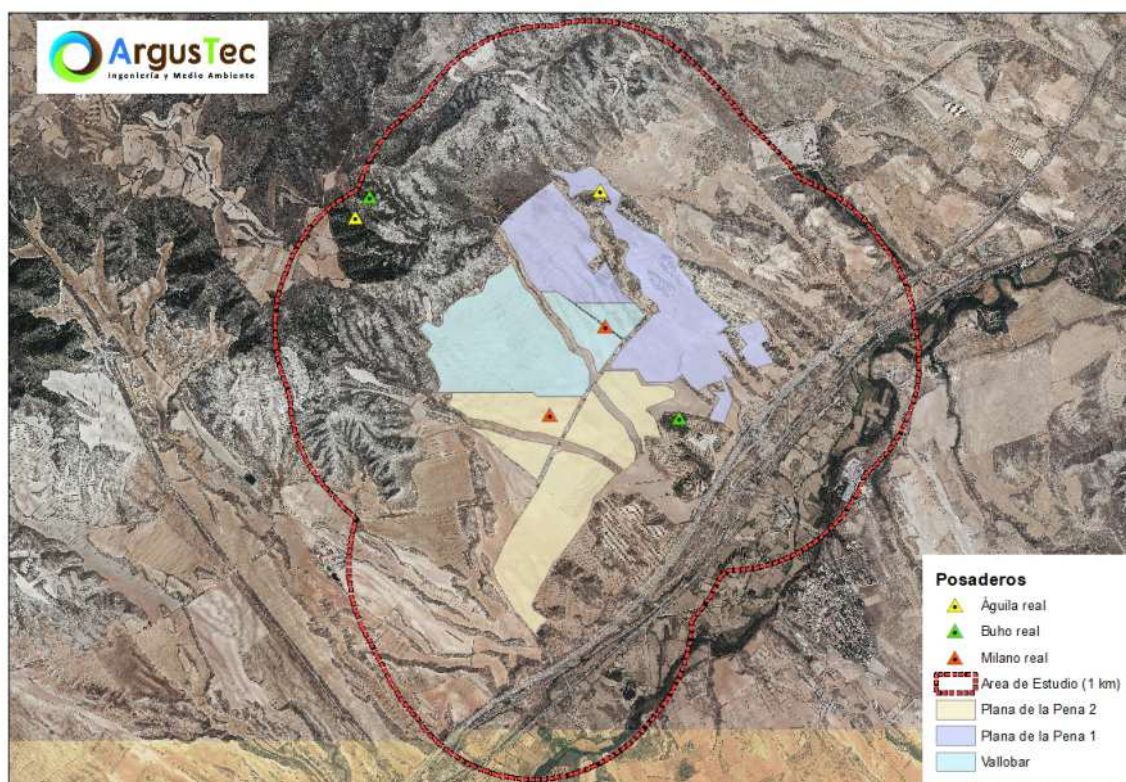 ArgusTec
Ingeniería y Medio Ambiente
Posaderos
Águila real
Buho real
Milano real
Area de Estudio (1 km)
Plana de la Pena 2
Plana de la Pena 1
Vallobar